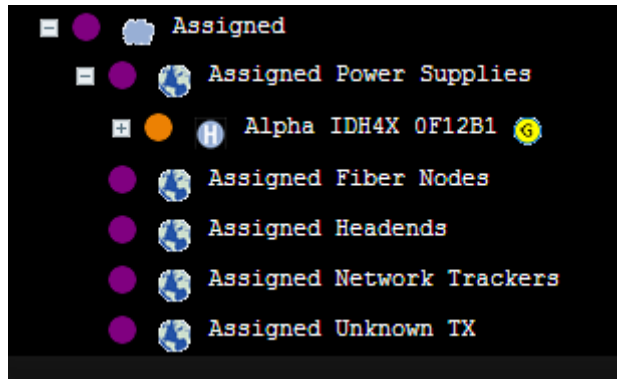 Assigned
Assigned Power Supplies
H Alpha IDH4X 0F12B1 G
Assigned Fiber Nodes
Assigned Headends
Assigned Network Trackers
Assigned Unknown TX